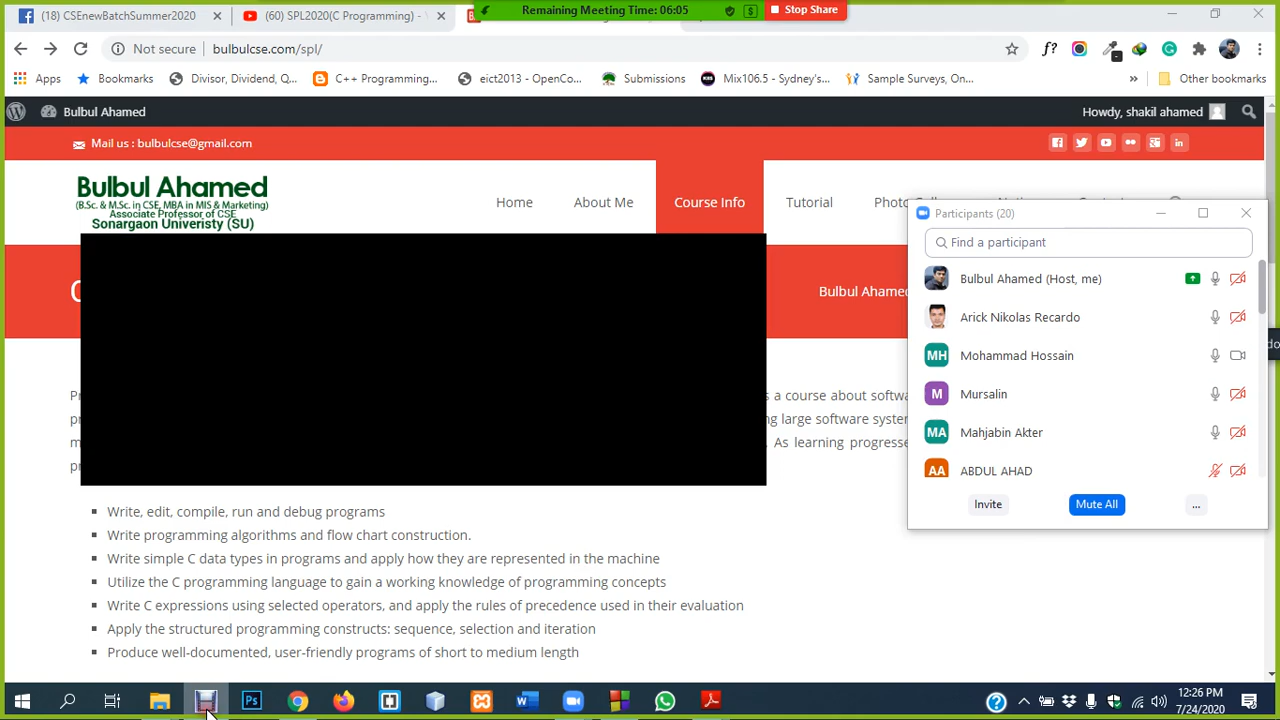 (18) CSEnewBatchSummer2020
(60) SPL2020(C Programming) -
Remaining Meeting Time: 06:05
Stop Share
Not secure
bulbulcse.com/spl/
Apps
Bookmarks
Divisor, Dividend, Q...
C++ Programming...
eict2013 - OpenCo...
Submissions
Mix106.5 - Sydney's...
Sample Surveys, On...
»
Other bookmarks
Bulbul Ahamed
Howdy, shakil ahamed
Mail us : bulbulcse@gmail.com
Bulbul Ahamed
(B.Sc. & M.Sc. in CSE, MBA in MIS & Marketing)
Associate Professor of CSE
Sonargaon Univeristy (SU)
Home
About Me
Course Info
Tutorial
Bulbul Ahamed
s a course about softw
ing large software system
. As learning progresse
Write, edit, compile, run and debug programs
Write programming algorithms and flow chart construction.
Write simple C data types in programs and apply how they are represented in the machine
Utilize the C programming language to gain a working knowledge of programming concepts
Write C expressions using selected operators, and apply the rules of precedence used in their evaluation
Apply the structured programming constructs: sequence, selection and iteration
Produce well-documented, user-friendly programs of short to medium length
Participants (20)
Find a participant
Bulbul Ahamed (Host, me)
Arick Nikolas Recardo
MH Mohammad Hossain
M Mursalin
MA Mahjabin Akter
AA ABDUL AHAD
Invite
Mute All
...
Ps
12:26 PM
7/24/2020